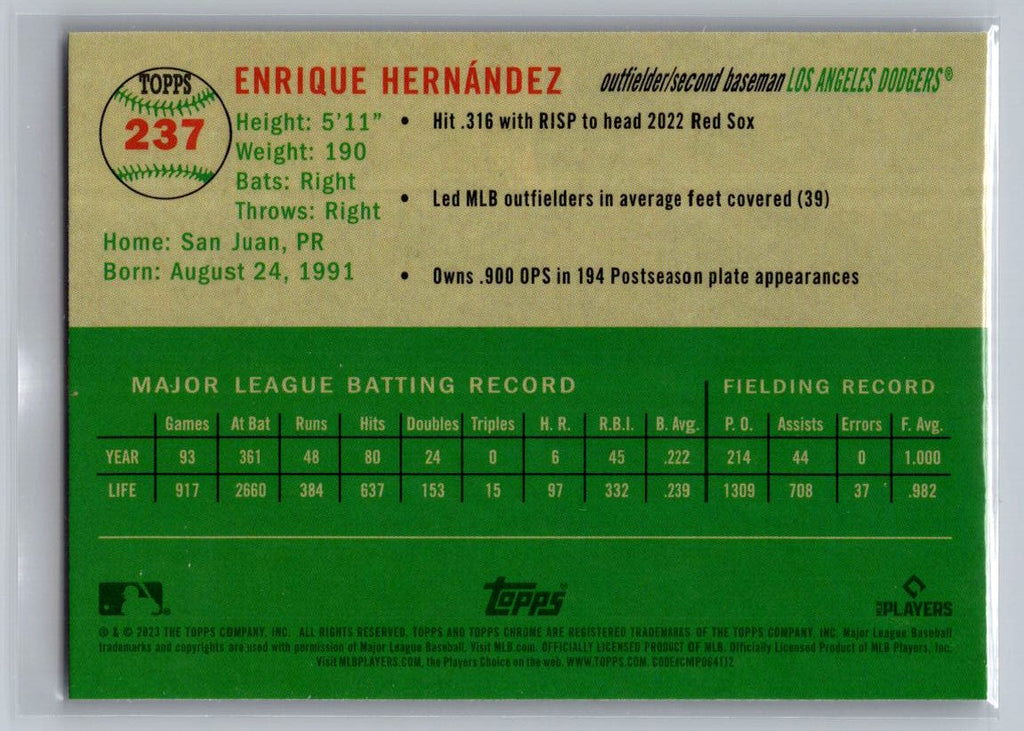 TOPPS
237
ENRIQUE HERNÁNDEZ outfielder/second baseman LOS ANGELES DODGERS®
Height: 5'11"
Weight: 190
Bats: Right
Throws: Right
Home: San Juan, PR
Born: August 24, 1991
• Hit .316 with RISP to head 2022 Red Sox
• Led MLB outfielders in average feet covered (39)
• Owns .900 OPS in 194 Postseason plate appearances
MAJOR LEAGUE BATTING RECORD FIELDING RECORD
Games At Bat Runs Hits Doubles Triples H. R. R.B.I. B. Avg. P. O. Assists Errors F. Avg.
YEAR 93 361 48 80 24 0 6 45 .222 214 44 0 1.000
LIFE 917 2660 384 637 153 15 97 332 .239 1309 708 37 .982
topps
MLB PLAYERS
® & © 2023 THE TOPPS COMPANY, INC. ALL RIGHTS RESERVED. TOPPS AND TOPPS CHROME ARE REGISTERED TRADEMARKS OF THE TOPPS COMPANY, INC. Major League Baseball
trademarks and copyrights are used with permission of Major League Baseball. Visit MLB.com. OFFICIALLY LICENSED PRODUCT OF MLB. Officially Licensed Product of MLB Players, Inc.
Visit MLBPLAYERS.COM, the Players Choice on the web. WWW.TOPPS.COM. CODE#CMP064112